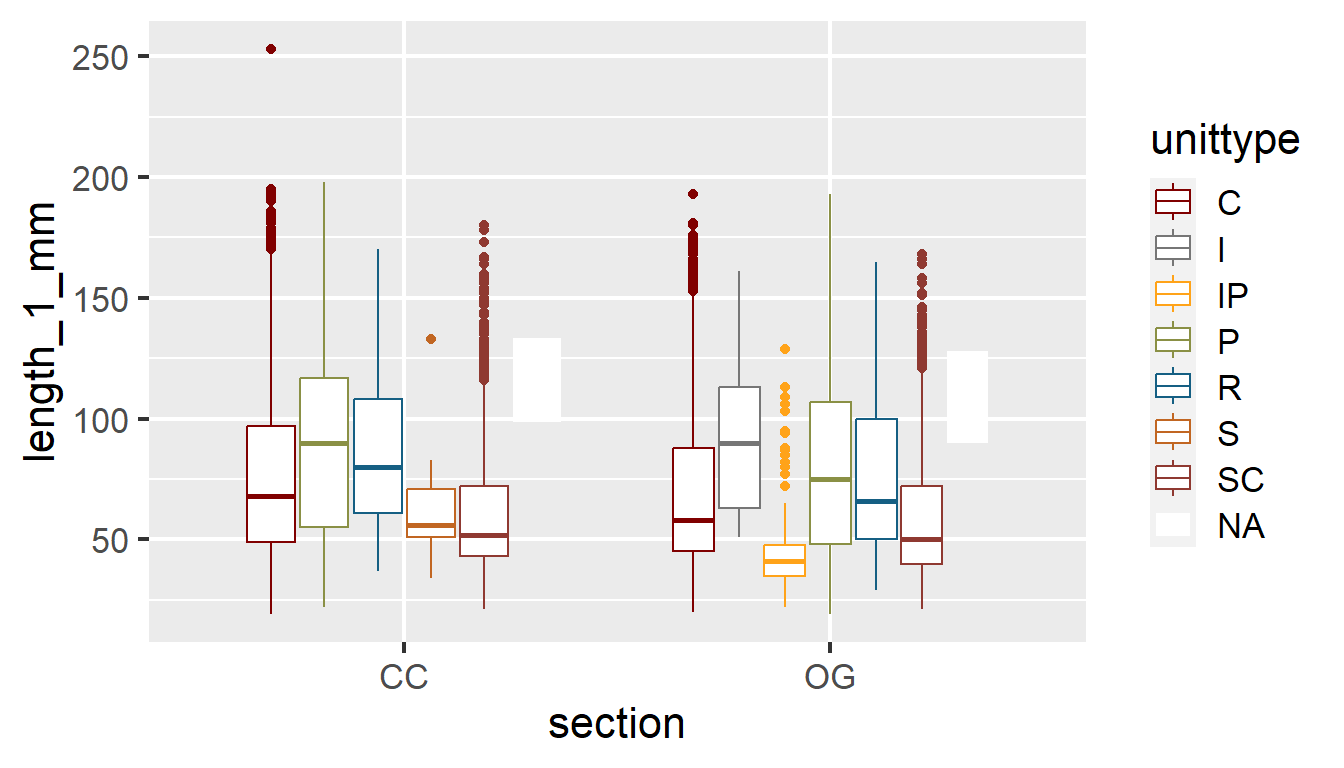 length_1_mm
250
200
150
100
50
CC
OG
section
unittype
C
I
IP
P
R
S
SC
NA